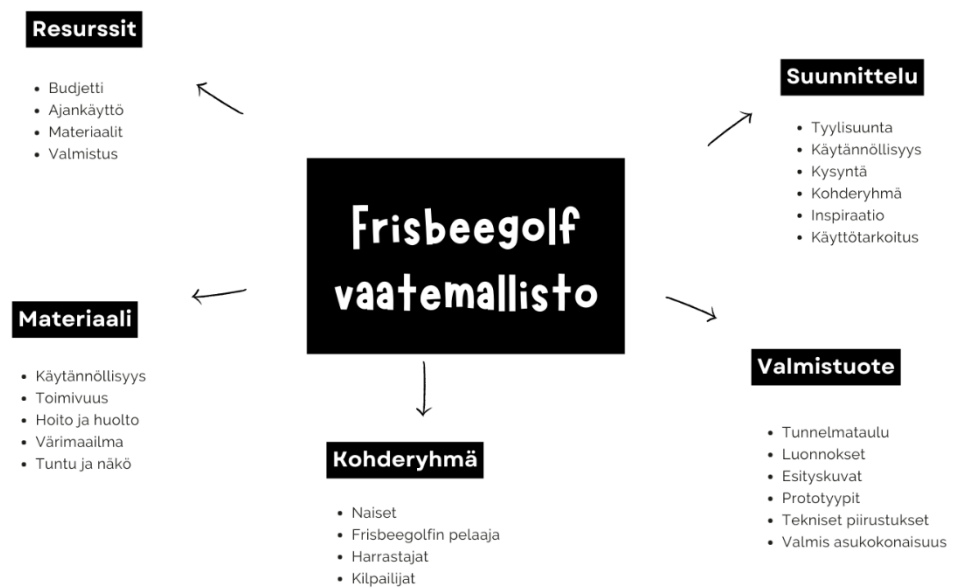 Resurssit
• Budjetti
• Ajankäyttö
• Materiaalit
• Valmistus
Suunnittelu
• Tyylisuunta
• Käytännöllisyys
• Kysyntä
• Kohderyhmä
• Inspiraatio
• Käyttötarkoitus
Frisbeegolf
vaatemallisto
Materiaali
• Käytännöllisyys
• Toimivuus
• Hoito ja huolto
• Värimaailma
• Tuntu ja näkö
Kohderyhmä
• Naiset
• Frisbeegolfin pelaaja
• Harrastajat
• Kilpailijat
Valmistuote
• Tunnelmataulu
• Luonnokset
• Esityskuvat
• Prototyypit
• Tekniset piirustukset
• Valmis asukokonaisuus